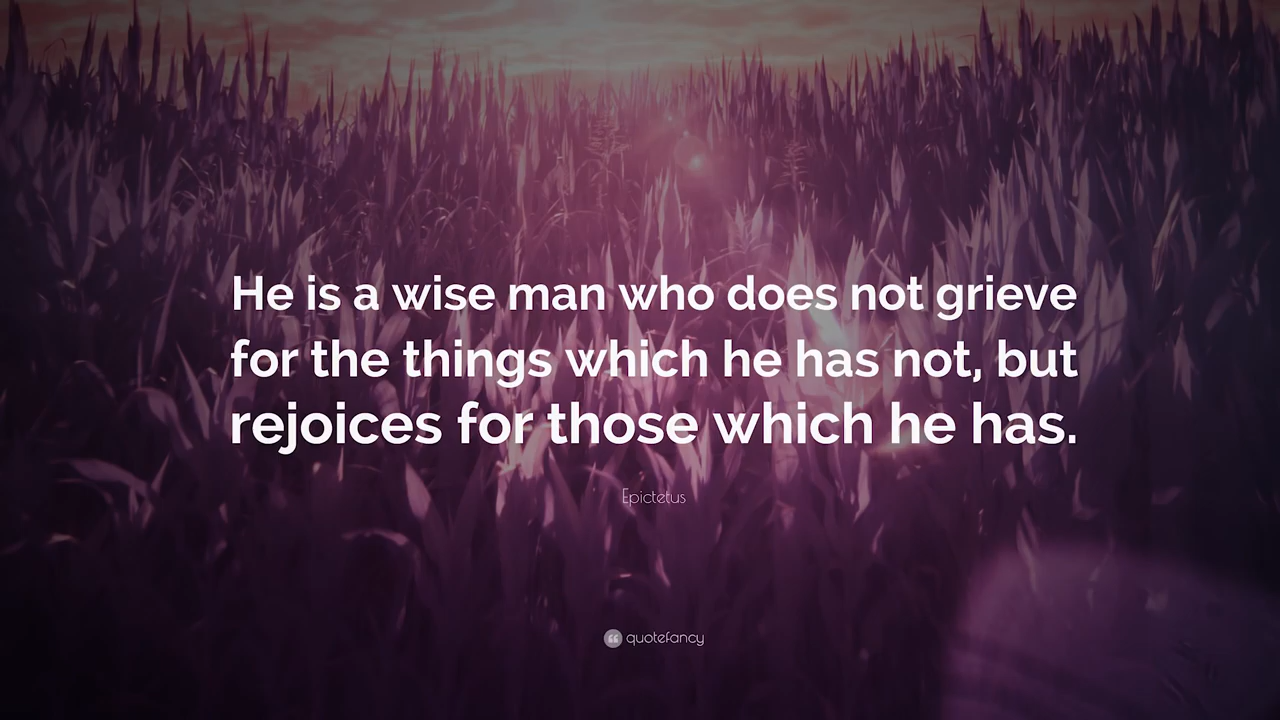 He is a wise man who does not grieve
for the things which he has not, but
rejoices for those which he has.
Epictetus
quotefancy